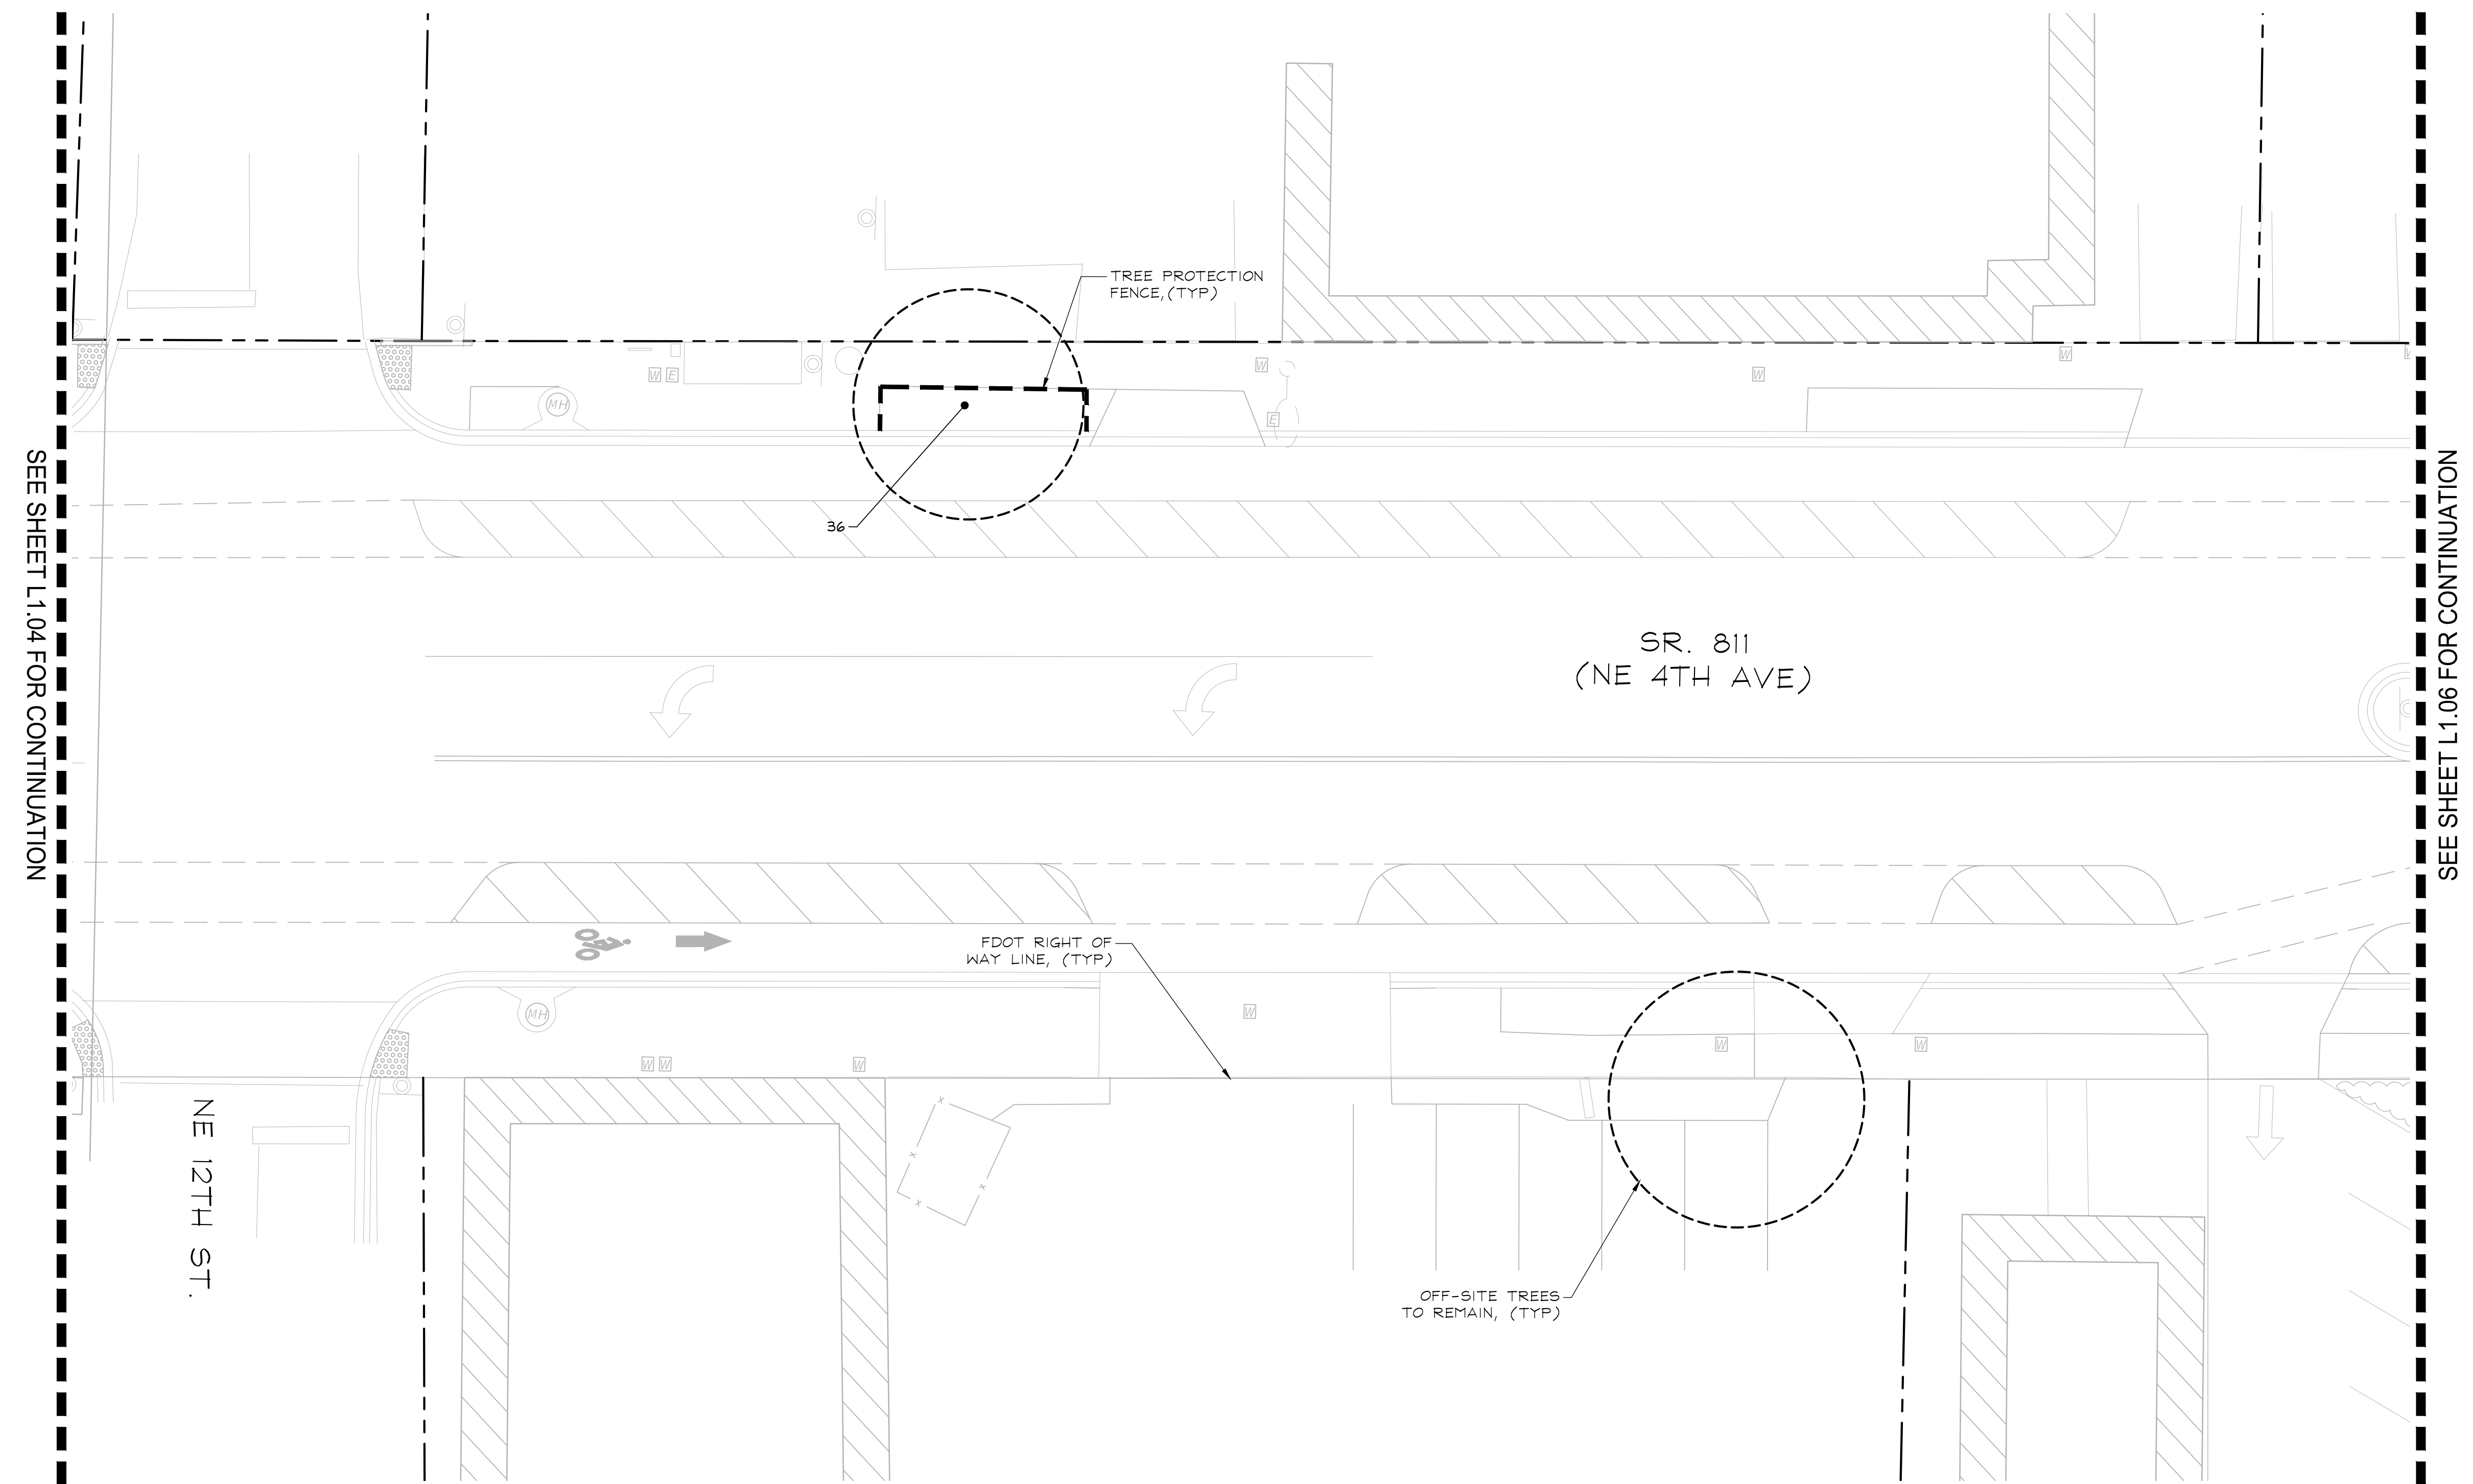 TREE PROTECTION
FENCE,(TYP)
W
E
W
W
W
MH
E
36
SEE SHEET L1.04 FOR CONTINUATION
SEE SHEET L1.06 FOR CONTINUATION
SR. 811
(NE 4TH AVE)
FDOT RIGHT OF
WAY LINE, (TYP)
MH
W
W
W
W
W
W
X
X
X
X
NE 12TH ST.
OFF-SITE TREES
TO REMAIN, (TYP)